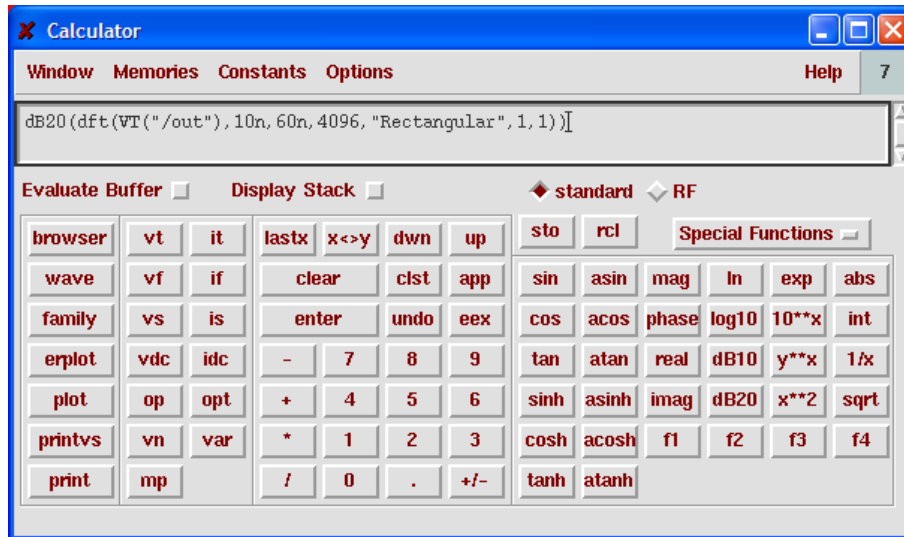 Calculator
Window Memories Constants Options Help 7
dB20(dft(VT("/out"),10n,60n,4096,"Rectangular",1,1))
Evaluate Buffer Display Stack standard RF
browser vt it lastx x<>y dwn up sto rcl Special Functions
wave vf if clear clst app sin asin mag ln exp abs
family vs is enter undo eex cos acos phase log10 10**x int
erplot vdc idc - 7 8 9 tan atan real dB10 y**x 1/x
plot op opt + 4 5 6 sinh asinh imag dB20 x**2 sqrt
printvs vn var * 1 2 3 cosh acosh f1 f2 f3 f4
print mp / 0 . +/- tanh atanh